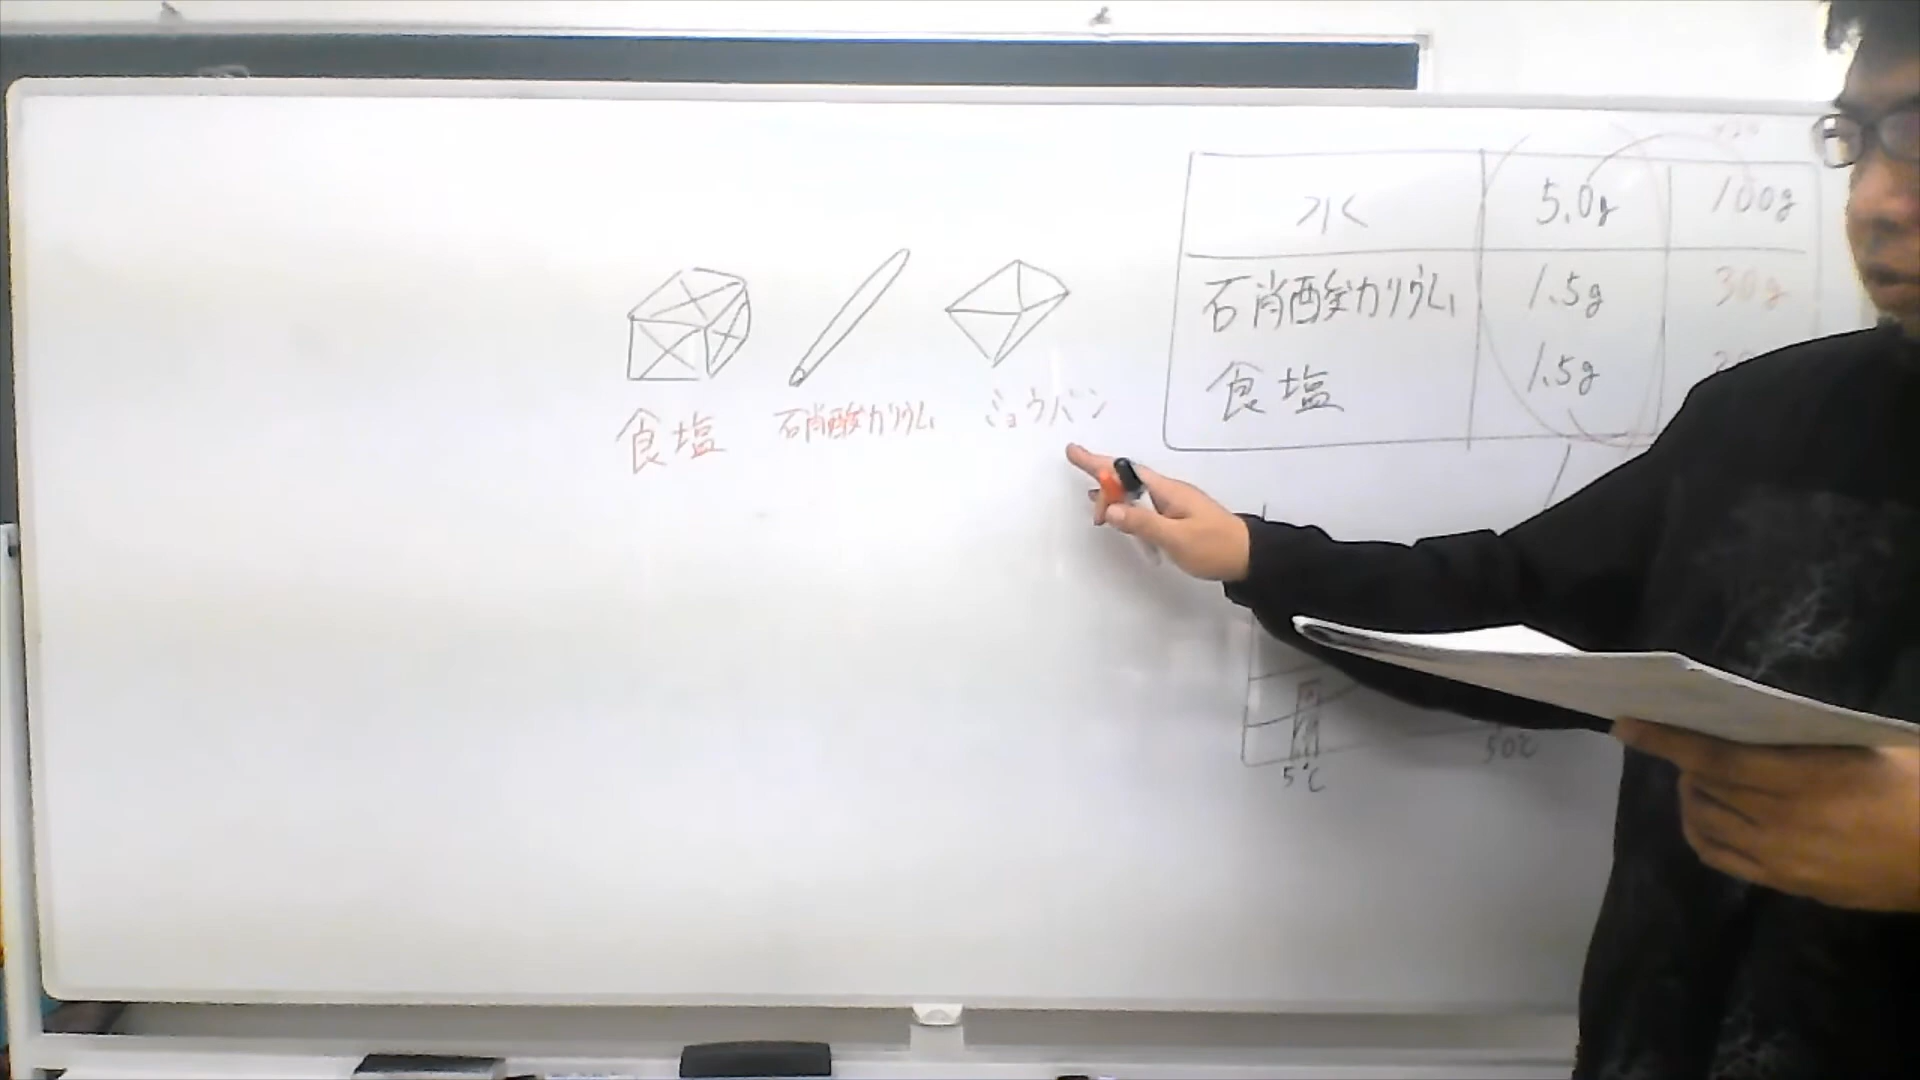 水 5.0g 100g
硝酸カリウム 1.5g 30g
食塩 1.5g
食塩 硝酸カリウム ミョウバン
5℃ 50℃